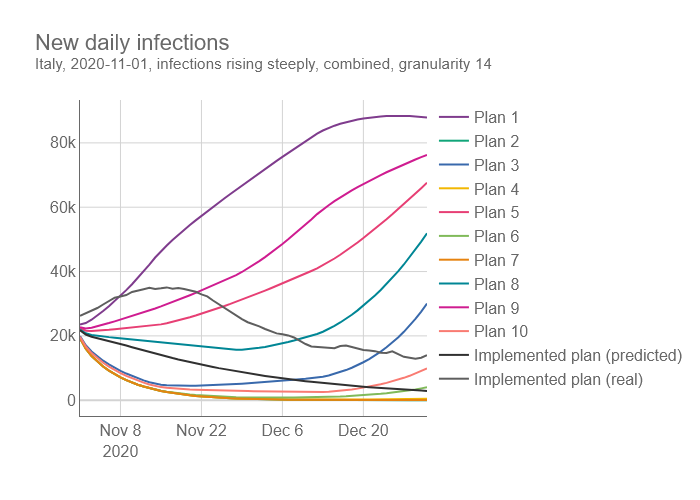 New daily infections
Italy, 2020-11-01, infections rising steeply, combined, granularity 14
80k
60k
40k
20k
0
Nov 8
2020
Nov 22
Dec 6
Dec 20
Plan 1
Plan 2
Plan 3
Plan 4
Plan 5
Plan 6
Plan 7
Plan 8
Plan 9
Plan 10
Implemented plan (predicted)
Implemented plan (real)